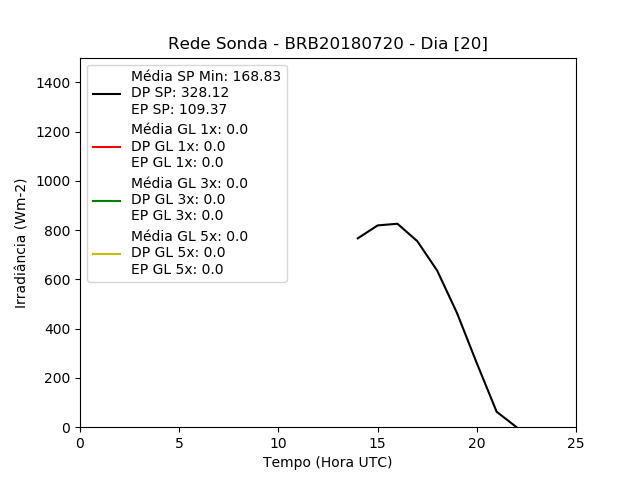 Rede Sonda - BRB20180720 - Dia [20]
Média SP Min: 168.83
DP SP: 328.12
EP SP: 109.37
Média GL 1x: 0.0
DP GL 1x: 0.0
EP GL 1x: 0.0
Média GL 3x: 0.0
DP GL 3x: 0.0
EP GL 3x: 0.0
Média GL 5x: 0.0
DP GL 5x: 0.0
EP GL 5x: 0.0
Irradiância (Wm-2)
1400
1200
1000
800
600
400
200
0
0 5 10 15 20 25
Tempo (Hora UTC)